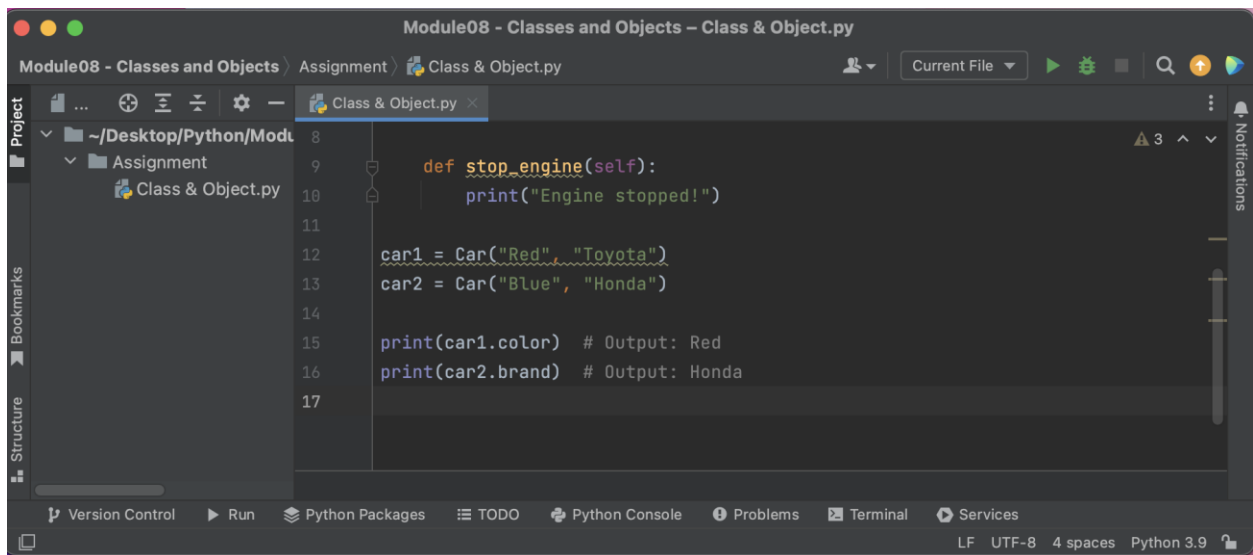 Module08 - Classes and Objects – Class & Object.py
Module08 - Classes and Objects 〉 Assignment 〉 Class & Object.py
Current File
Project
...
Class & Object.py
~/Desktop/Python/Modu
Assignment
Class & Object.py
8
3
9 def stop_engine(self):
10 print("Engine stopped!")
11
12 car1 = Car("Red", "Toyota")
13 car2 = Car("Blue", "Honda")
14
15 print(car1.color)  # Output: Red
16 print(car2.brand)  # Output: Honda
17
Notifications
Bookmarks
Structure
Version Control Run Python Packages TODO Python Console Problems Terminal Services
LF UTF-8 4 spaces Python 3.9